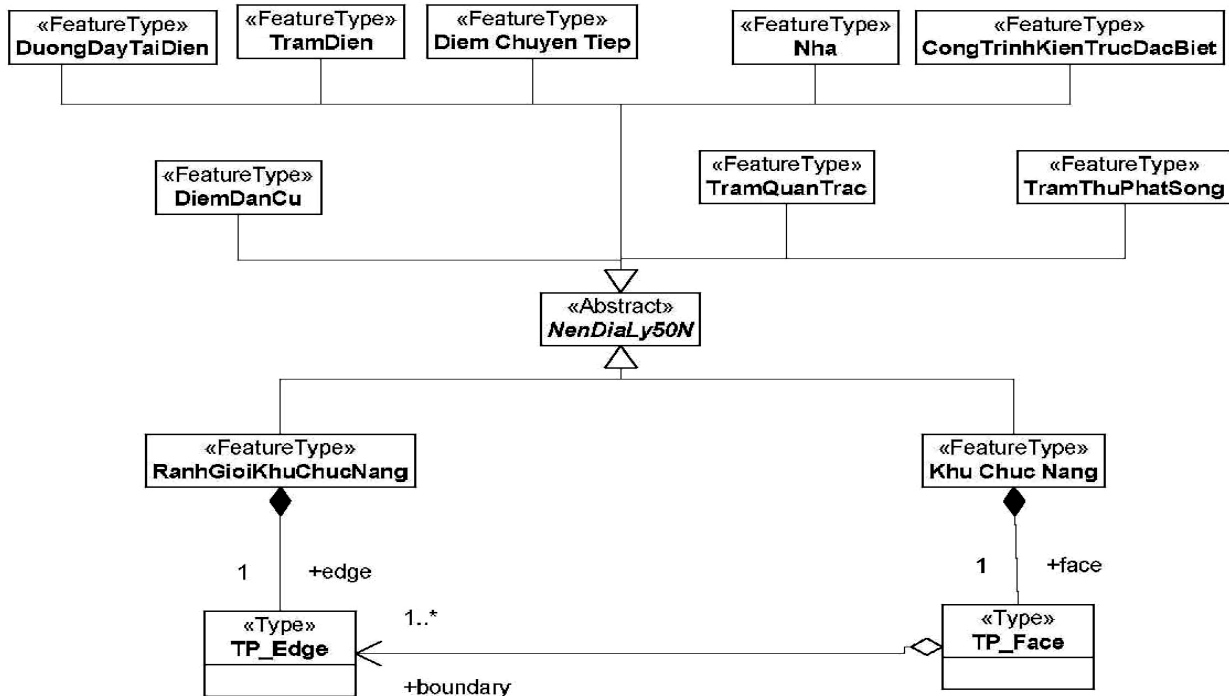 «FeatureType»
DuongDayTaiDien
«FeatureType»
TramDien
«FeatureType»
Diem Chuyen Tiep
«FeatureType»
Nha
«FeatureType»
CongTrinhKienTrucDacBiet
«FeatureType»
DiemDanCu
«FeatureType»
TramQuanTrac
«FeatureType»
TramThuPhatSong
«Abstract»
NenDiaLy50N
«FeatureType»
RanhGioiKhuChucNang
«FeatureType»
Khu Chuc Nang
1
+edge
1
+face
«Type»
TP_Edge
1..*
+boundary
«Type»
TP_Face